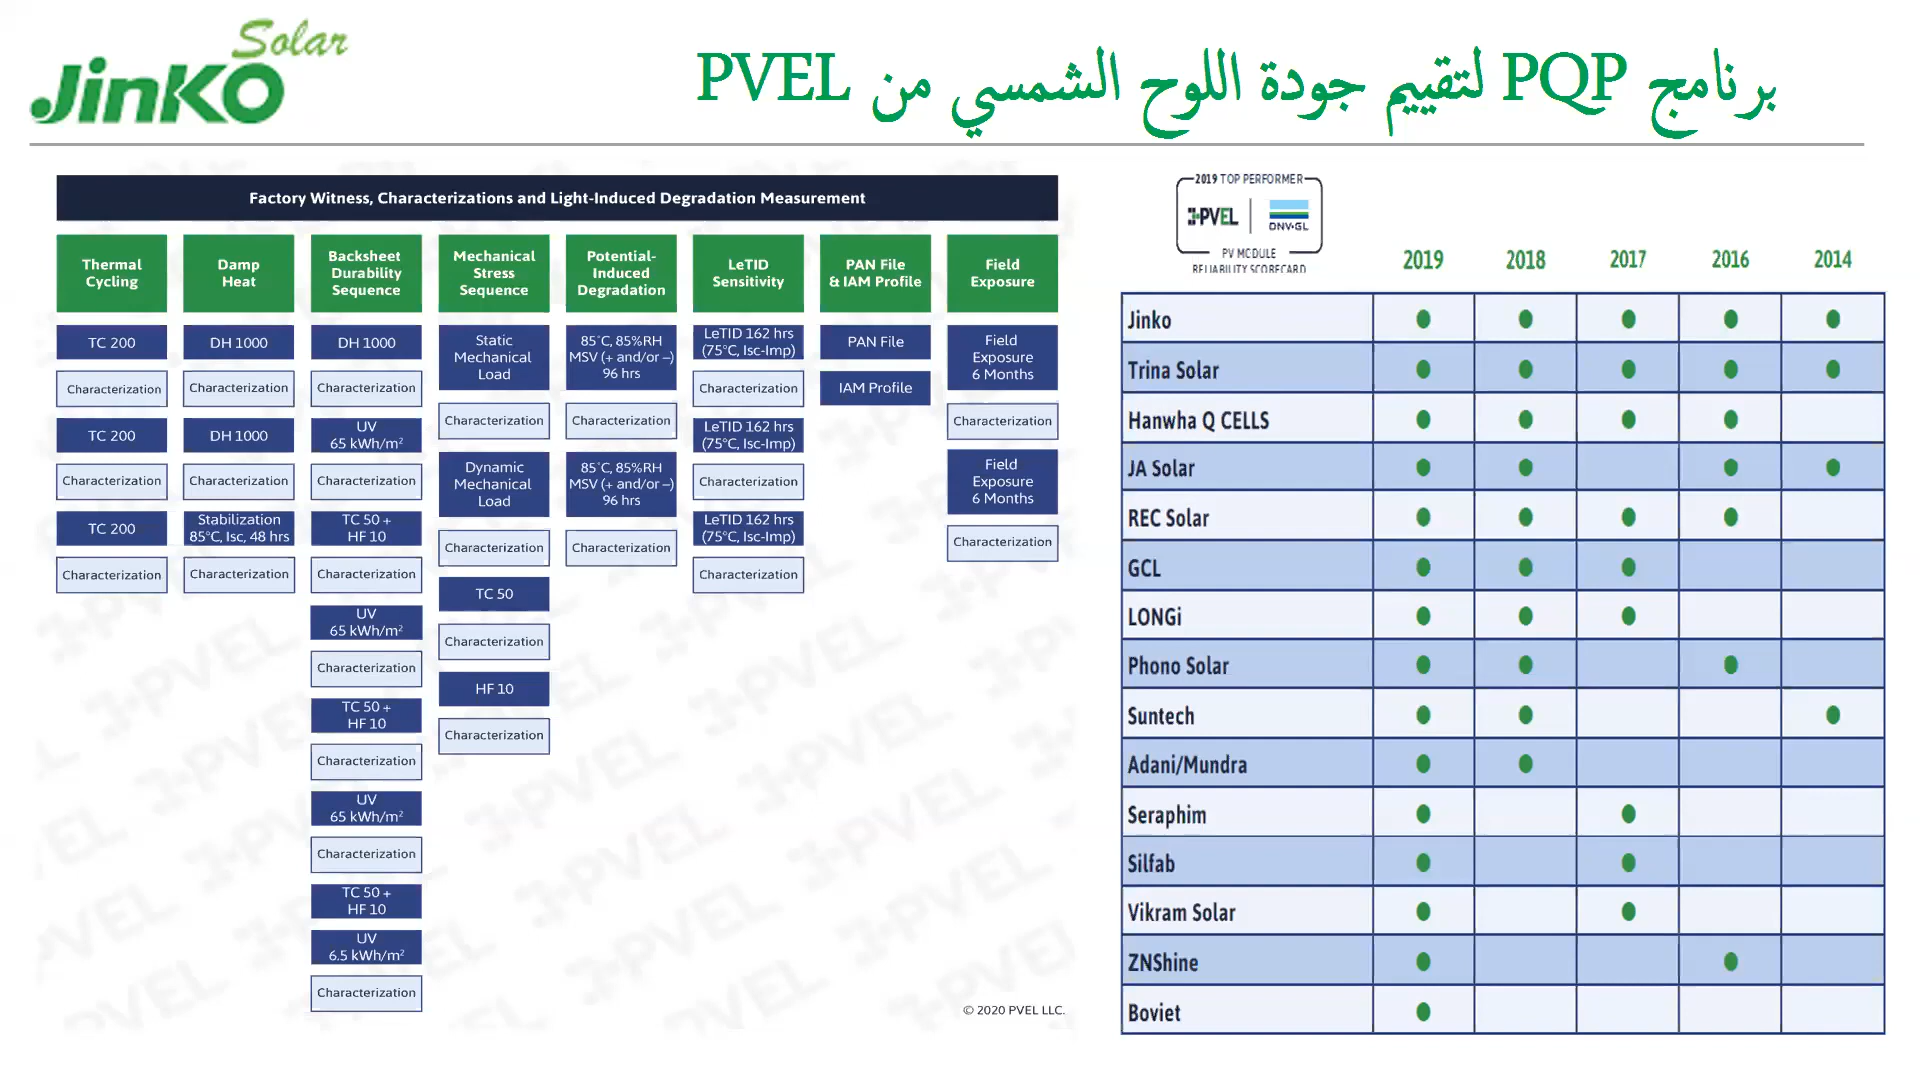 Solar
JinKO
برنامج PQP لتقييم جودة اللوح الشمسي من PVEL
Factory Witness, Characterizations and Light-Induced Degradation Measurement
Thermal
Cycling
TC 200
Characterization
TC 200
Characterization
TC 200
Characterization
Damp
Heat
DH 1000
Characterization
DH 1000
Characterization
Stabilization
85°C, Isc, 48 hrs
Characterization
Backsheet
Durability
Sequence
DH 1000
Characterization
UV
65 kWh/m²
Characterization
TC 50 +
HF 10
Characterization
UV
65 kWh/m²
Characterization
TC 50 +
HF 10
Characterization
UV
65 kWh/m²
Characterization
TC 50 +
HF 10
UV
6.5 kWh/m²
Characterization
Mechanical
Stress
Sequence
Static
Mechanical
Load
Characterization
Dynamic
Mechanical
Load
Characterization
TC 50
Characterization
HF 10
Characterization
Potential-
Induced
Degradation
85°C, 85%RH
MSV (+ and/or –)
96 hrs
Characterization
85°C, 85%RH
MSV (+ and/or –)
96 hrs
Characterization
LeTID
Sensitivity
LeTID 162 hrs
(75°C, Isc-Imp)
Characterization
LeTID 162 hrs
(75°C, Isc-Imp)
Characterization
LeTID 162 hrs
(75°C, Isc-Imp)
Characterization
PAN File
& IAM Profile
PAN File
IAM Profile
Field
Exposure
Field
Exposure
6 Months
Characterization
Field
Exposure
6 Months
Characterization
© 2020 PVEL LLC.
2019 TOP PERFORMER
PVEL
DNV·GL
PV MODULE
RELIABILITY SCORECARD
2019 2018 2017 2016 2014
Jinko
Trina Solar
Hanwha Q CELLS
JA Solar
REC Solar
GCL
LONGi
Phono Solar
Suntech
Adani/Mundra
Seraphim
Silfab
Vikram Solar
ZNShine
Boviet